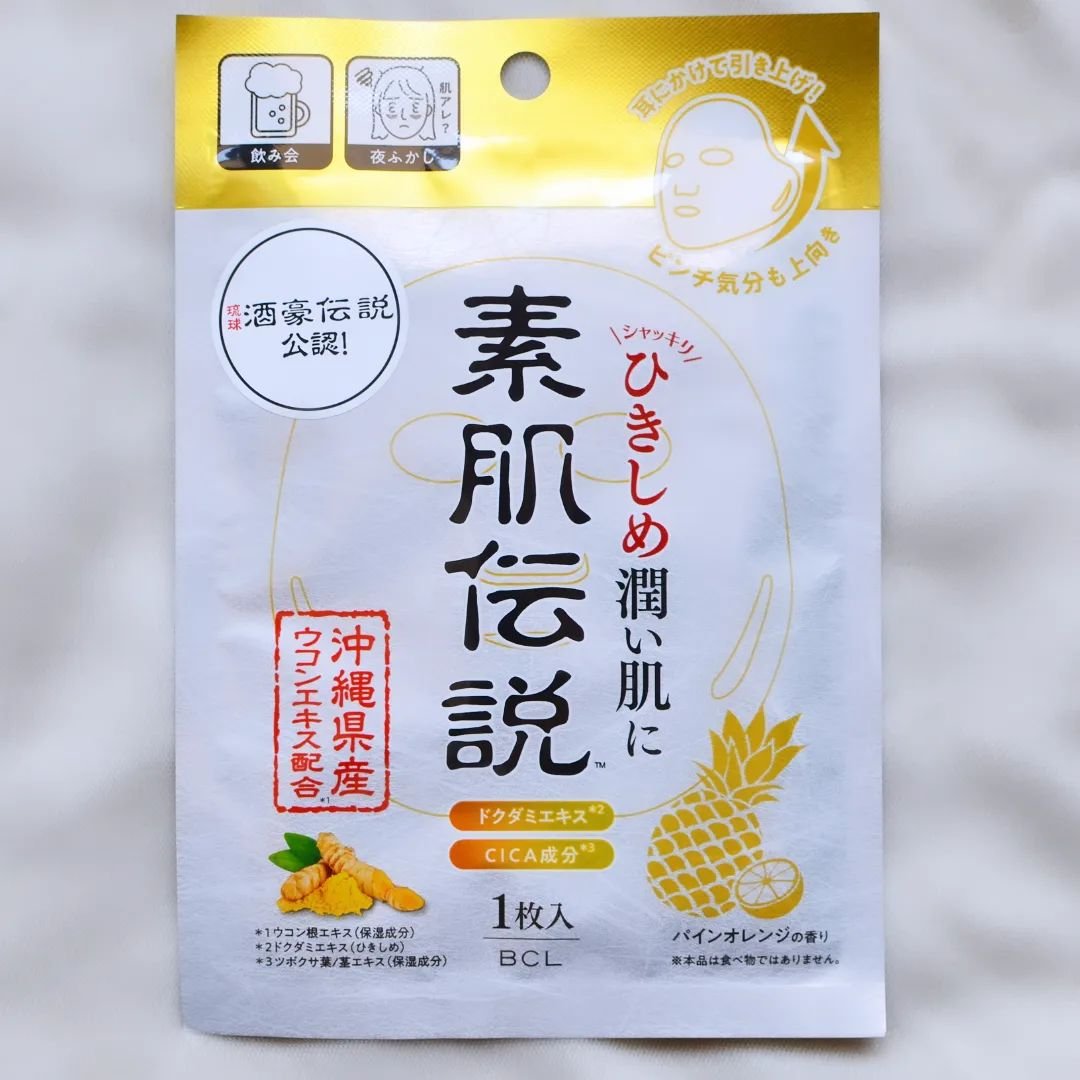 飲み会
肌アレ?
夜ふかし
耳にかけて引き上げ!
ピンチ気分も上向き
琉球
酒豪伝説
公認!
素肌伝説™
シャッキリ
ひきしめ潤い肌に
沖縄県産
ウコンエキス配合*1
ドクダミエキス*2
CICA成分*3
1枚入
BCL
*1ウコン根エキス(保湿成分)
*2ドクダミエキス(ひきしめ)
*3ツボクサ葉/茎エキス(保湿成分)
パインオレンジの香り
※本品は食べ物ではありません。